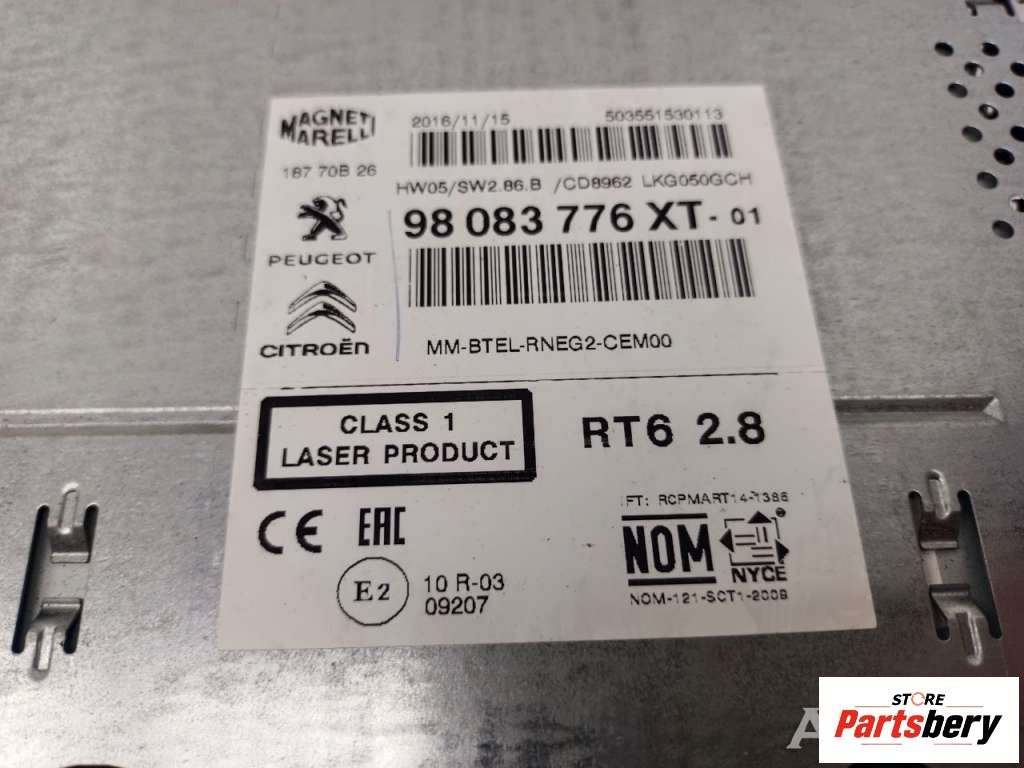 MAGNETI
MARELLI
187 70B 26
2016/11/15 503551530113
HW05/SW2.86.B /CD8962 LKG050GCH
98 083 776 XT-01
PEUGEOT
CITROËN
MM-BTEL-RNEG2-CEM00
CLASS 1
LASER PRODUCT
RT6 2.8
CE EAC
E2
10 R-03
09207
FT: RCPMART14-1386
NOM
NYCE
®
NOM-121-SCT1-2009
STORE
Partsbery